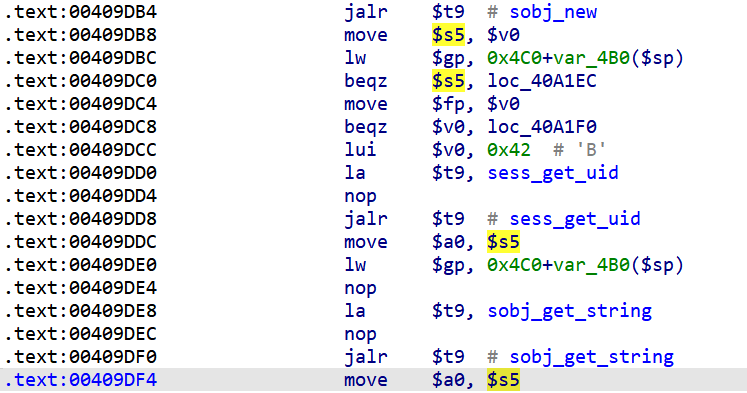 .text:00409DB4 jalr $t9 # sobj_new
.text:00409DB8 move $s5, $v0
.text:00409DBC lw $gp, 0x4C0+var_4B0($sp)
.text:00409DC0 beqz $s5, loc_40A1EC
.text:00409DC4 move $fp, $v0
.text:00409DC8 beqz $v0, loc_40A1F0
.text:00409DCC lui $v0, 0x42 # 'B'
.text:00409DD0 la $t9, sess_get_uid
.text:00409DD4 nop
.text:00409DD8 jalr $t9 # sess_get_uid
.text:00409DDC move $a0, $s5
.text:00409DE0 lw $gp, 0x4C0+var_4B0($sp)
.text:00409DE4 nop
.text:00409DE8 la $t9, sobj_get_string
.text:00409DEC nop
.text:00409DF0 jalr $t9 # sobj_get_string
.text:00409DF4 move $a0, $s5